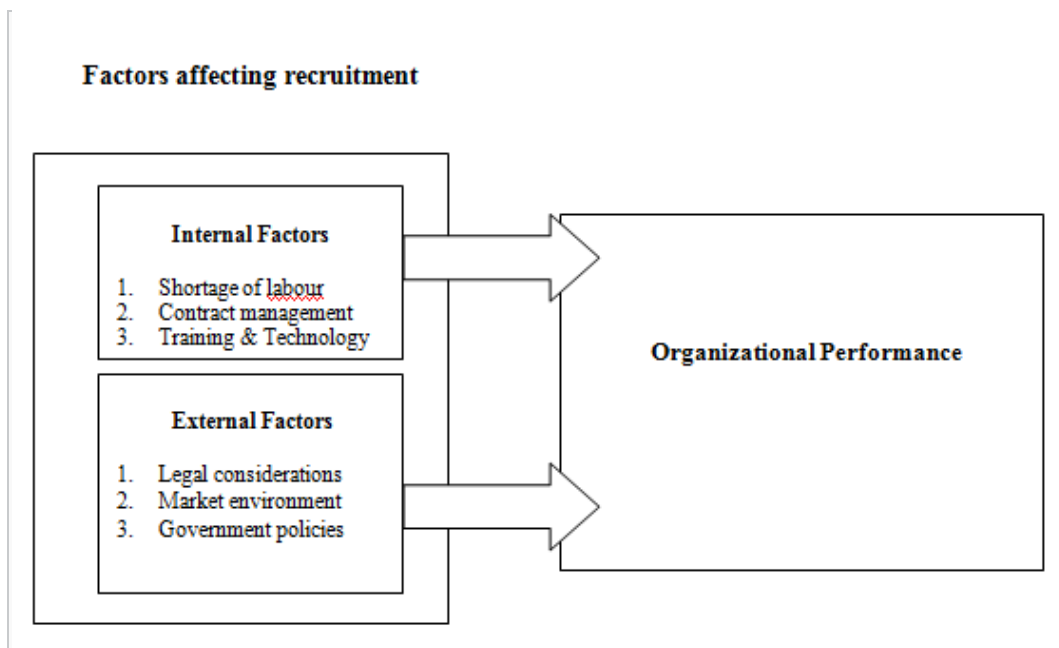 Factors affecting recruitment
Internal Factors
1. Shortage of labour
2. Contract management
3. Training & Technology
Organizational Performance
External Factors
1. Legal considerations
2. Market environment
3. Government policies